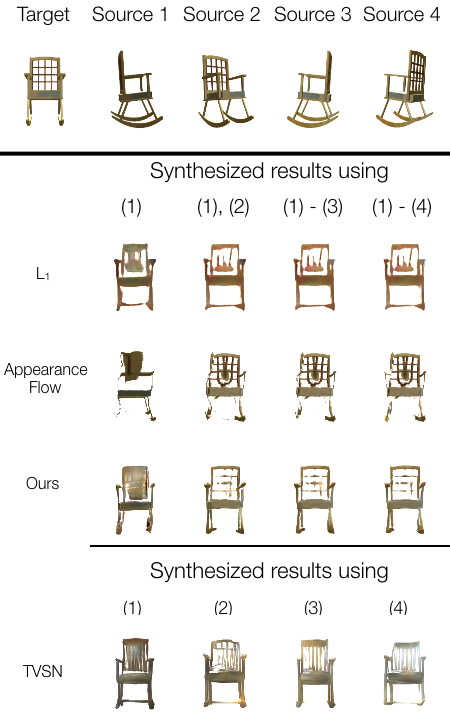 Target Source 1 Source 2 Source 3 Source 4
Synthesized results using
(1) (1), (2) (1) - (3) (1) - (4)
L1
Appearance
Flow
Ours
Synthesized results using
(1) (2) (3) (4)
TVSN